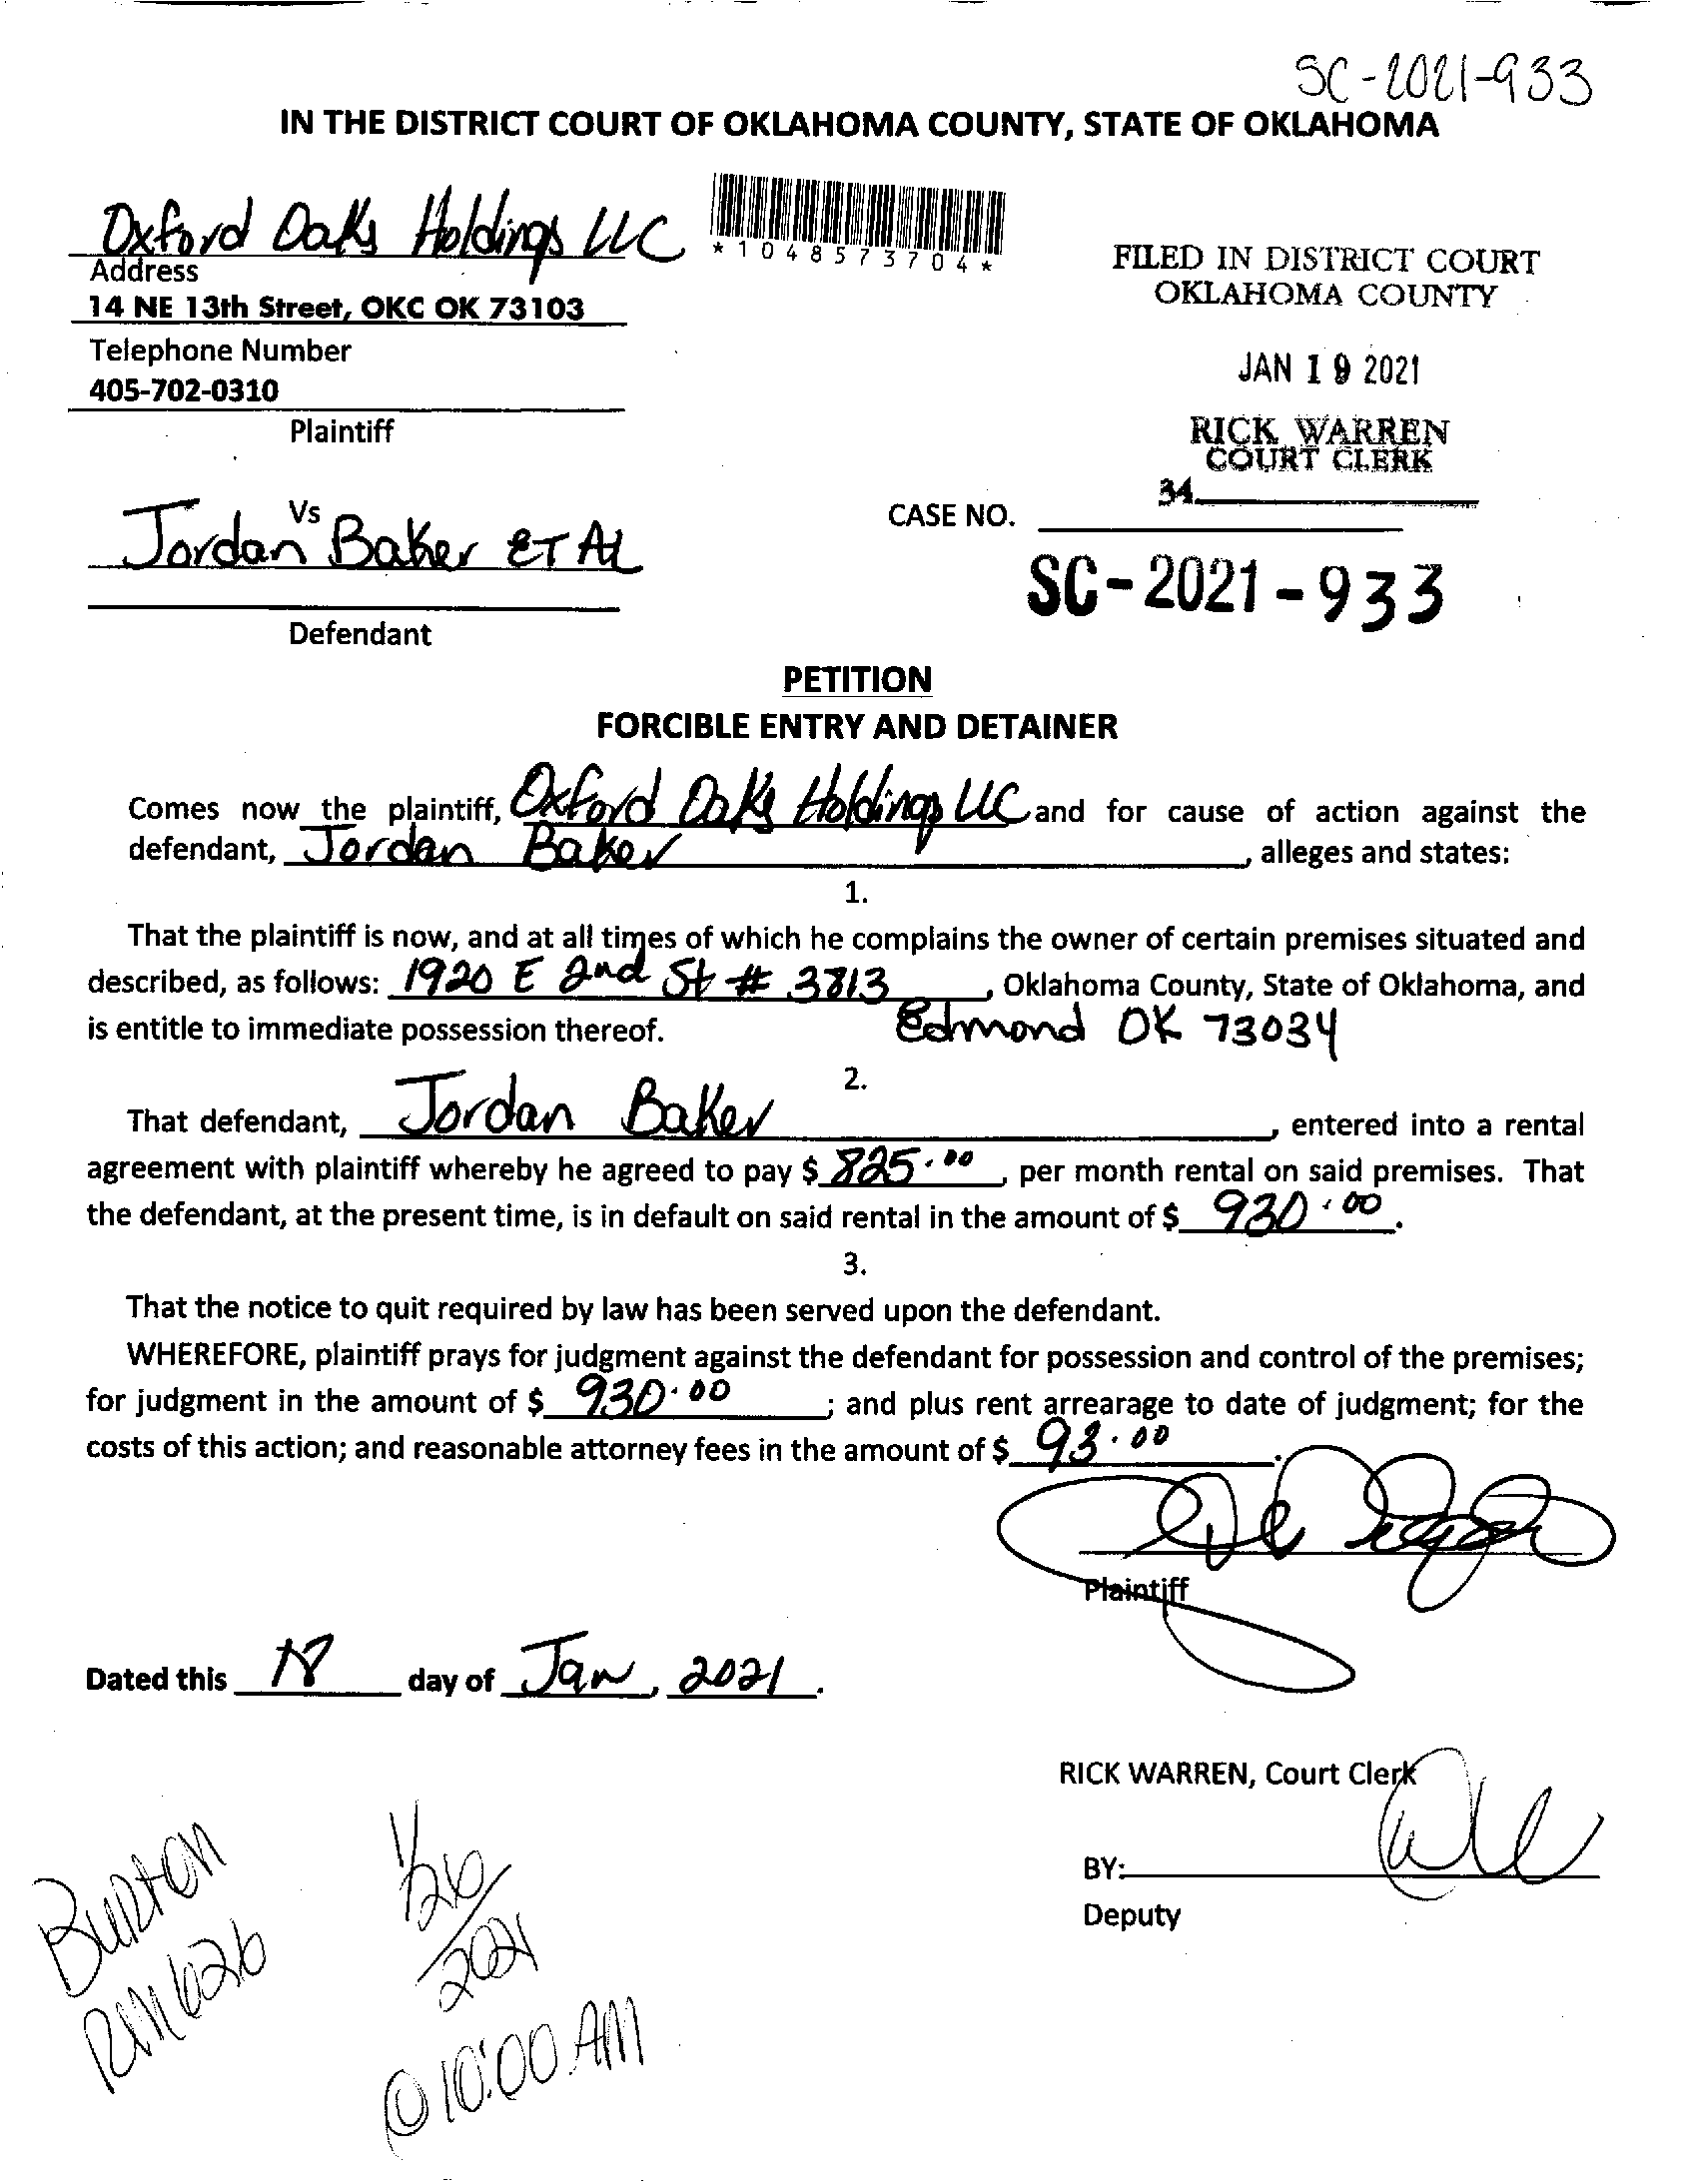 SC-2021-933
IN THE DISTRICT COURT OF OKLAHOMA COUNTY, STATE OF OKLAHOMA
Oxford Oaks Holdings LLC
*1048573704*
Address
14 NE 13th Street, OKC OK 73103
Telephone Number
405-702-0310
Plaintiff
FILED IN DISTRICT COURT
OKLAHOMA COUNTY
JAN 19 2021
RICK WARREN
COURT CLERK
34
Vs
Jordan Baker ET AL
Defendant
CASE NO.
SC-2021-933
PETITION
FORCIBLE ENTRY AND DETAINER
Comes now the plaintiff, Oxford Oaks Holdings LLC and for cause of action against the
defendant, Jordan Baker, alleges and states:
1.
That the plaintiff is now, and at all times of which he complains the owner of certain premises situated and
described, as follows: 1920 E 2nd St # 3813, Oklahoma County, State of Oklahoma, and
is entitle to immediate possession thereof. Edmond OK 73034
2.
That defendant, Jordan Baker, entered into a rental
agreement with plaintiff whereby he agreed to pay $ 825.00, per month rental on said premises. That
the defendant, at the present time, is in default on said rental in the amount of $ 930.00.
3.
That the notice to quit required by law has been served upon the defendant.
WHEREFORE, plaintiff prays for judgment against the defendant for possession and control of the premises;
for judgment in the amount of $ 930.00; and plus rent arrearage to date of judgment; for the
costs of this action; and reasonable attorney fees in the amount of $ 93.00.
Plaintiff
Dated this day of Jan, 2021.
RICK WARREN, Court Clerk
BY:
Deputy
Burton
RM 626
1/26/2021
@ 10:00 AM